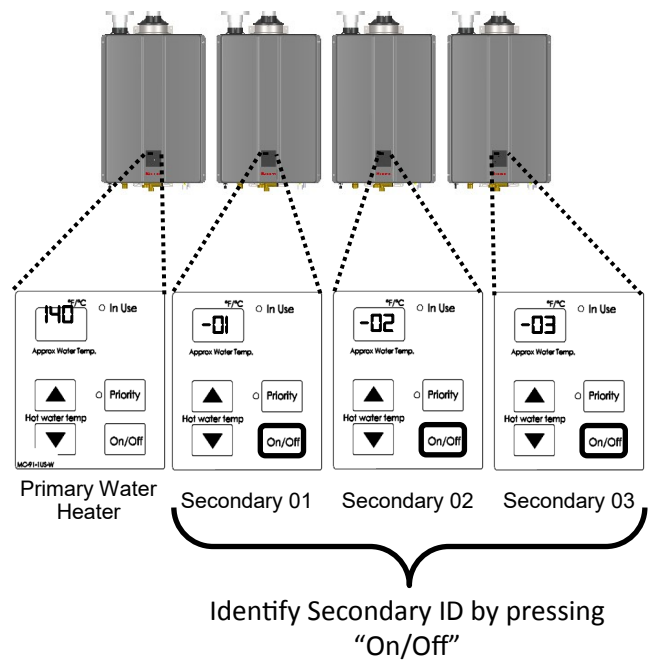 140
°F/°C
In Use
Approx Water Temp.
Priority
Hot water temp
On/Off
MC-91-1US-W
Primary Water
Heater
-01
°F/°C
In Use
Approx Water Temp.
Priority
Hot water temp
On/Off
Secondary 01
-02
°F/°C
In Use
Approx Water Temp.
Priority
Hot water temp
On/Off
Secondary 02
-03
°F/°C
In Use
Approx Water Temp.
Priority
Hot water temp
On/Off
Secondary 03
Identify Secondary ID by pressing
“On/Off”